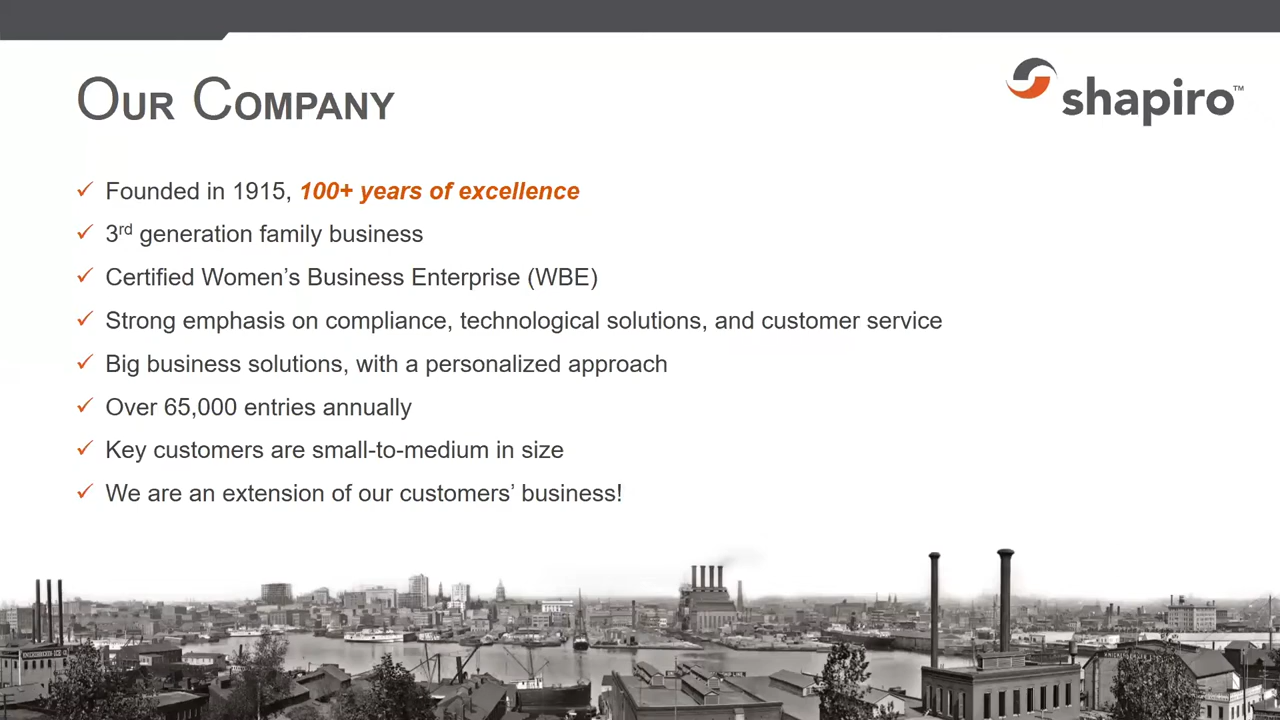 OUR COMPANY
shapiro™
Founded in 1915, 100+ years of excellence
3rd generation family business
Certified Women's Business Enterprise (WBE)
Strong emphasis on compliance, technological solutions, and customer service
Big business solutions, with a personalized approach
Over 65,000 entries annually
Key customers are small-to-medium in size
We are an extension of our customers' business!